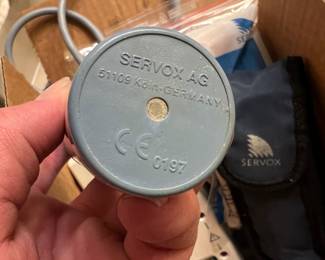 SERVOX AG
51109 Köln-GERMANY
CE 0197
SERVOX